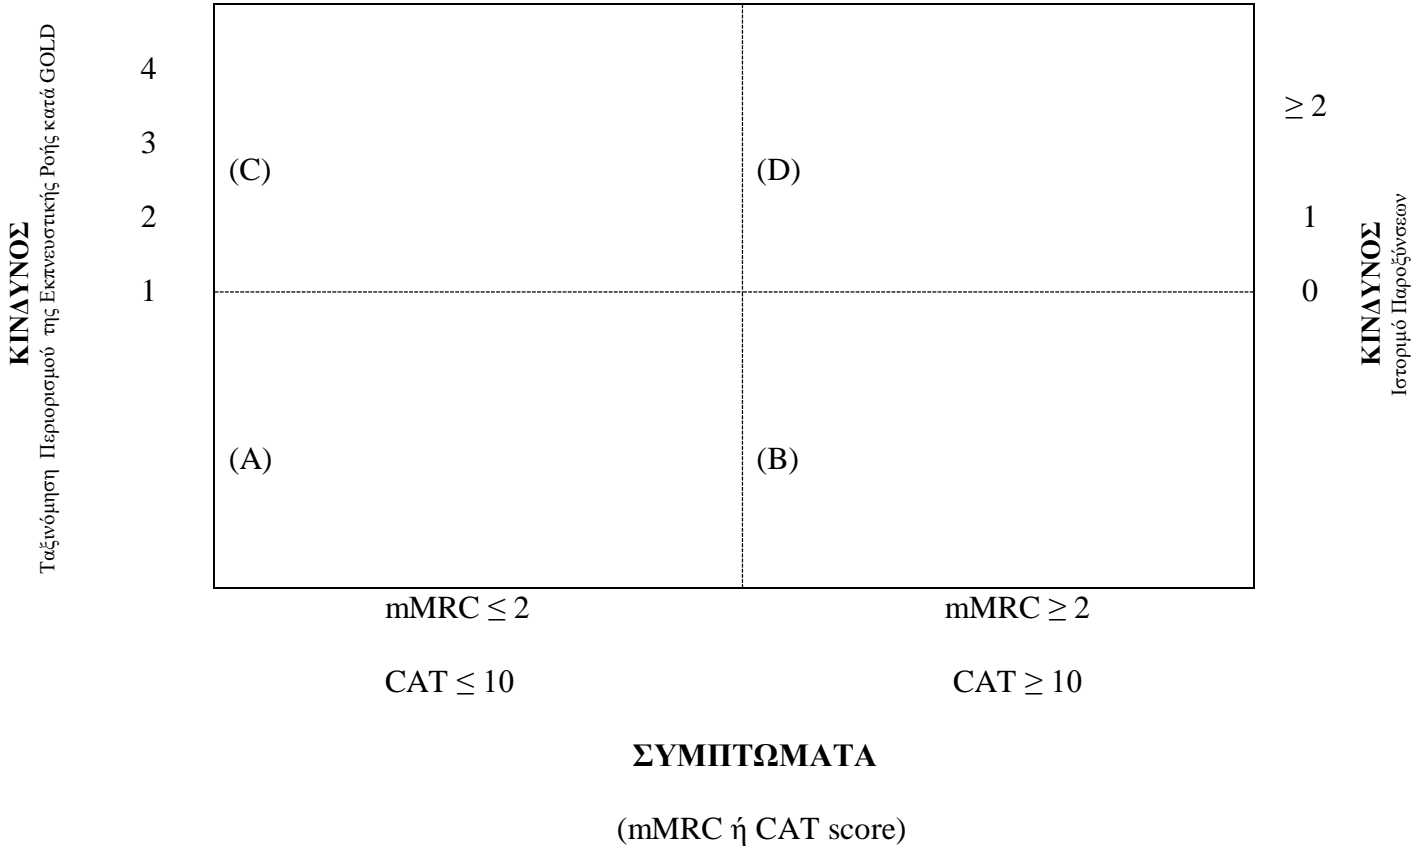 ΚΙΝΔΥΝΟΣ
Ταξινόμηση Περιορισμού της Εκπνευστικής Ροής κατά GOLD
4
3
2
1
(C)
(D)
(A)
(B)
≥ 2
1
0
ΚΙΝΔΥΝΟΣ
Ιστοριμό Παροξύνσεων
mMRC ≤ 2
mMRC ≥ 2
CAT ≤ 10
CAT ≥ 10
ΣΥΜΠΤΩΜΑΤΑ
(mMRC ή CAT score)